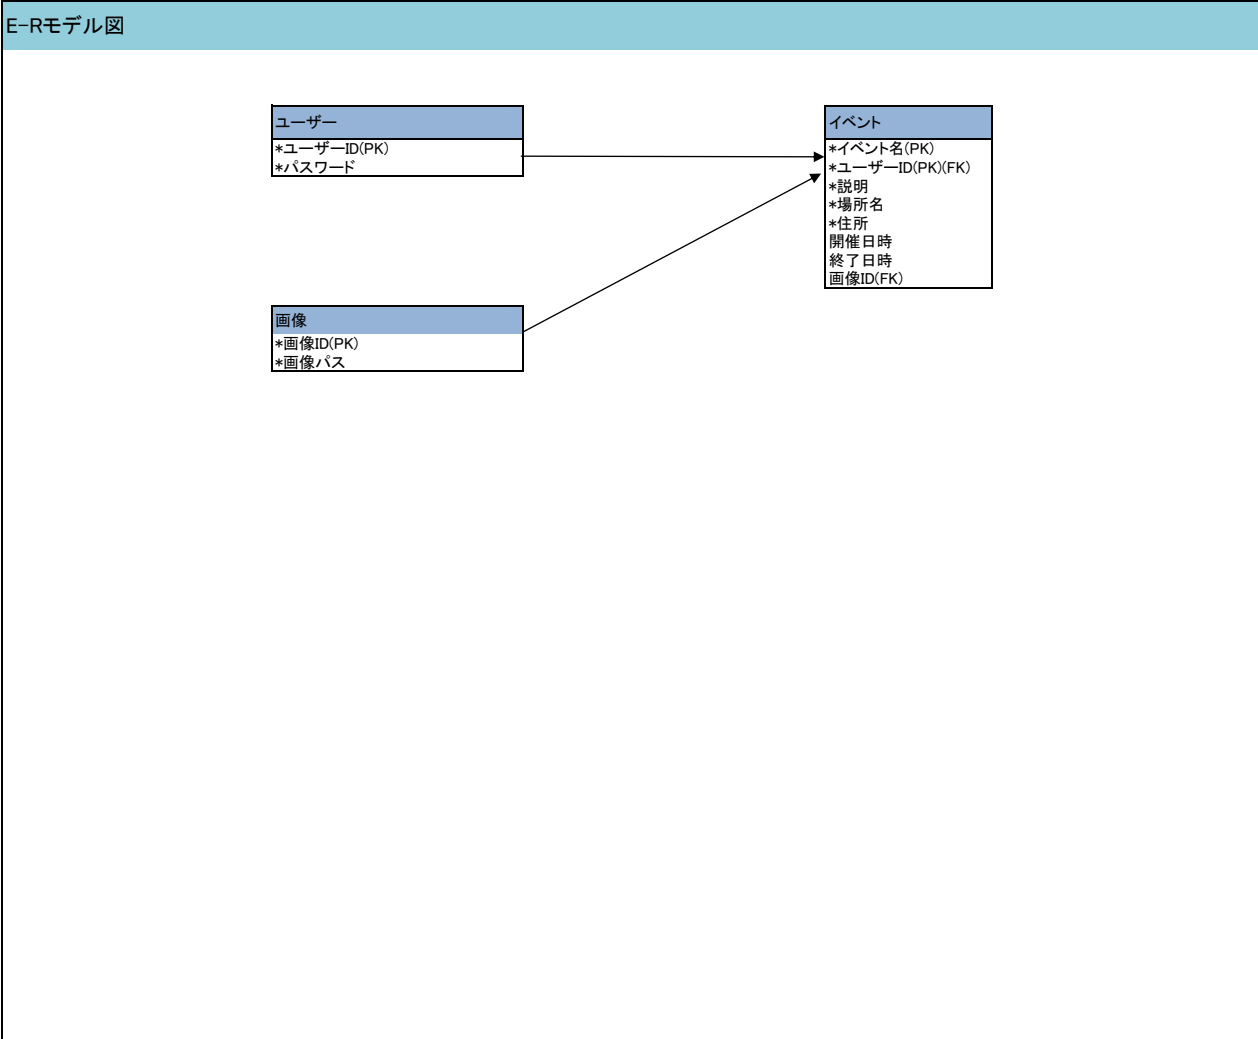 E-Rモデル図
ユーザー
*ユーザーID(PK)
*パスワード
イベント
*イベント名(PK)
*ユーザーID(PK)(FK)
*説明
*場所名
*住所
開催日時
終了日時
画像ID(FK)
画像
*画像ID(PK)
*画像パス